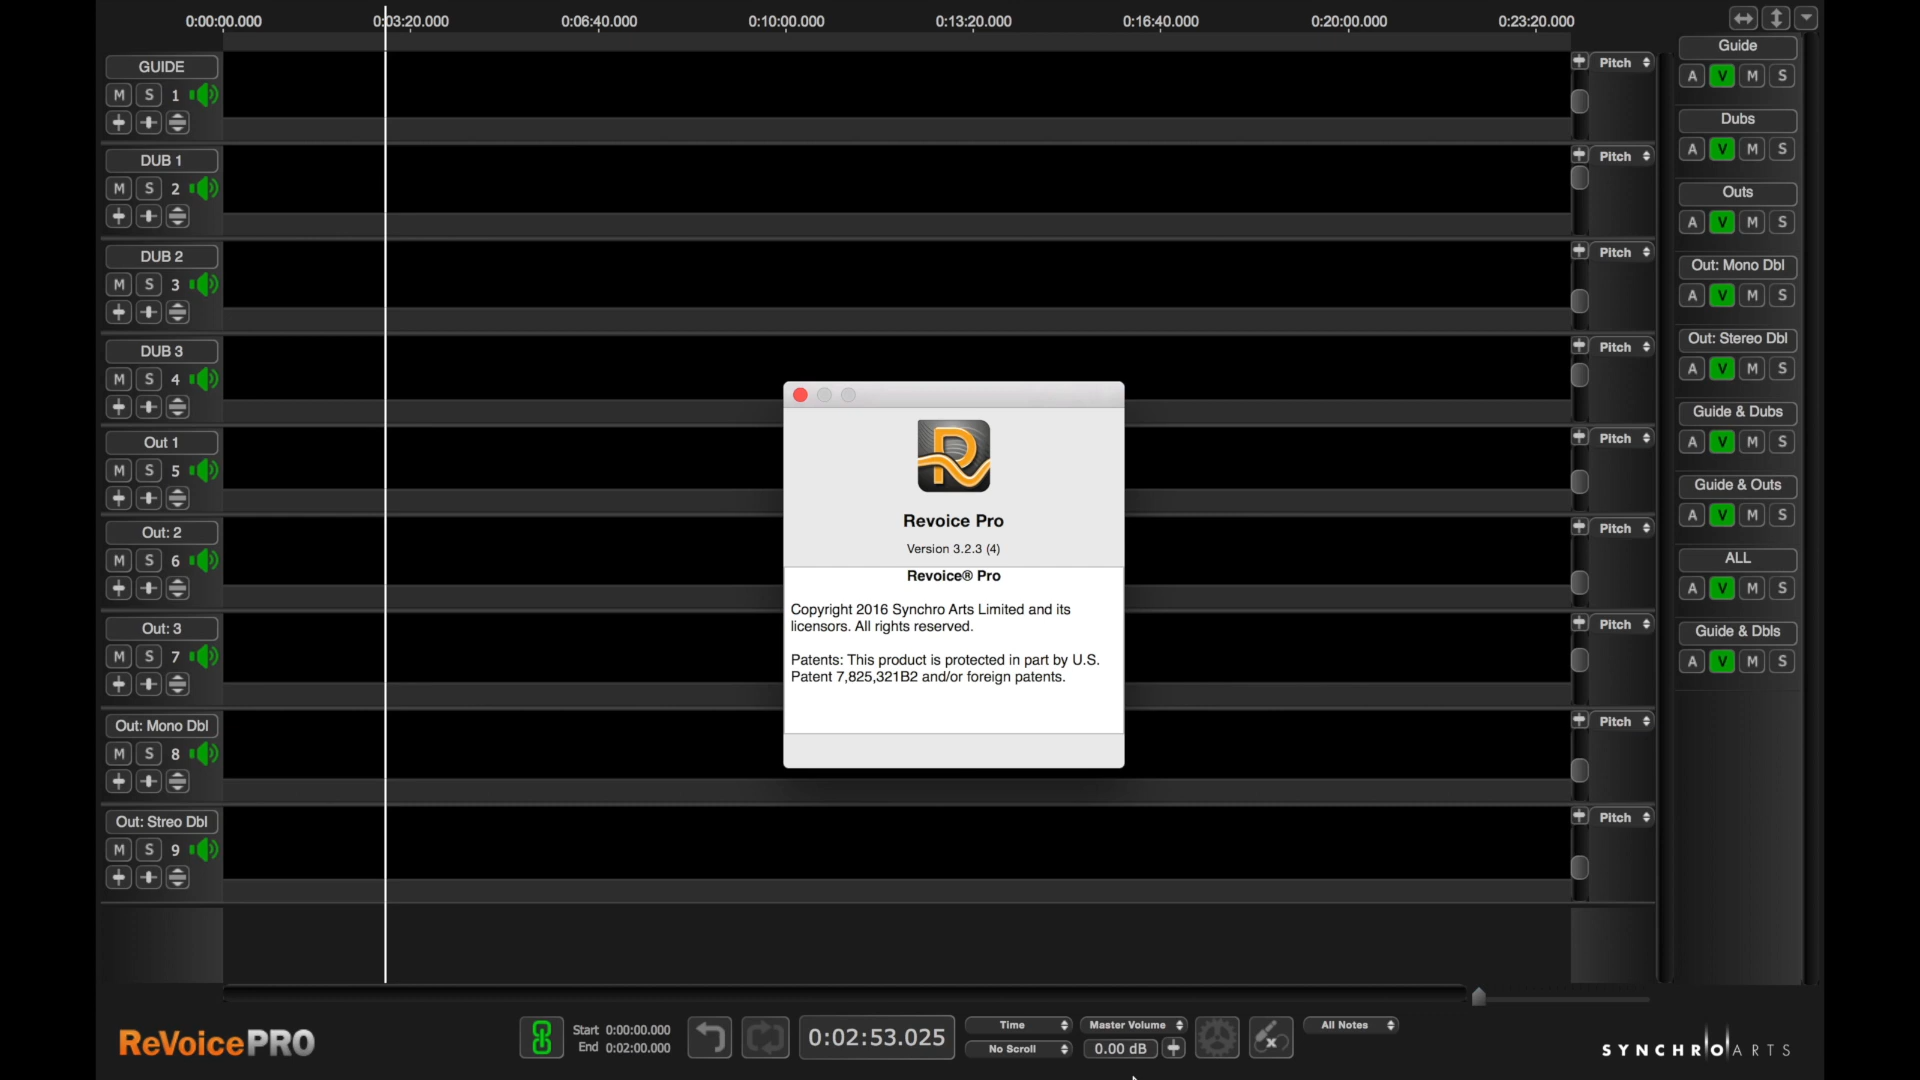 0:00:00.000 0:03:20.000 0:06:40.000 0:10:00.000 0:13:20.000 0:16:40.000 0:20:00.000 0:23:20.000
GUIDE
M S 1
Pitch
DUB 1
M S 2
Pitch
DUB 2
M S 3
Pitch
DUB 3
M S 4
Pitch
Out 1
M S 5
Pitch
Out: 2
M S 6
Pitch
Out: 3
M S 7
Pitch
Out: Mono Dbl
M S 8
Pitch
Out: Streo Dbl
M S 9
Pitch
Revoice Pro
Version 3.2.3 (4)
Revoice® Pro
Copyright 2016 Synchro Arts Limited and its
licensors. All rights reserved.
Patents: This product is protected in part by U.S.
Patent 7,825,321B2 and/or foreign patents.
Guide
A V M S
Dubs
A V M S
Outs
A V M S
Out: Mono Dbl
A V M S
Out: Stereo Dbl
A V M S
Guide & Dubs
A V M S
Guide & Outs
A V M S
ALL
A V M S
Guide & Dbls
A V M S
ReVoicePRO
Start 0:00:00.000
End 0:02:00.000
0:02:53.025
Time
No Scroll
Master Volume
0.00 dB
All Notes
SYNCHROARTS